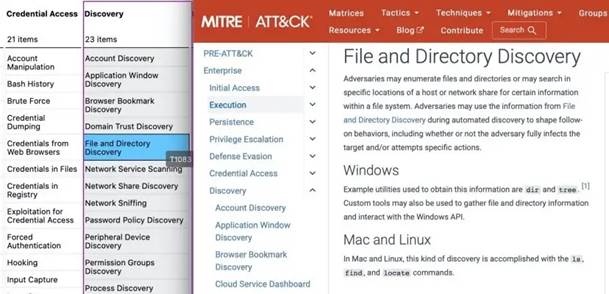 Credential Access
Discovery
21 items
23 items
Account
Manipulation
Bash History
Brute Force
Credential
Dumping
Credentials from
Web Browsers
Credentials in Files
Credentials in
Registry
Exploitation for
Credential Access
Forced
Authentication
Hooking
Input Capture
Account Discovery
Application Window
Discovery
Browser Bookmark
Discovery
Domain Trust Discovery
File and Directory
Discovery
T1083
Network Service Scanning
Network Share Discovery
Network Sniffing
Password Policy Discovery
Peripheral Device
Discovery
Permission Groups
Discovery
Process Discovery
MITRE | ATT&CK®
Matrices Tactics Techniques Mitigations Groups
Resources Blog Contribute Search
PRE-ATT&CK
Enterprise
Initial Access
Execution
Persistence
Privilege Escalation
Defense Evasion
Credential Access
Discovery
Account Discovery
Application Window
Discovery
Browser Bookmark
Discovery
Cloud Service Dashboard
File and Directory Discovery
Adversaries may enumerate files and directories or may search in
specific locations of a host or network share for certain information
within a file system. Adversaries may use the information from File
and Directory Discovery during automated discovery to shape follow-
on behaviors, including whether or not the adversary fully infects the
target and/or attempts specific actions.
Windows
Example utilities used to obtain this information are dir and tree. [1]
Custom tools may also be used to gather file and directory information
and interact with the Windows API.
Mac and Linux
In Mac and Linux, this kind of discovery is accomplished with the ls,
find, and locate commands.